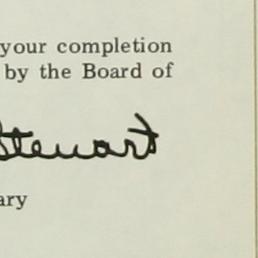 your completion
by the Board of
Stewart
ary